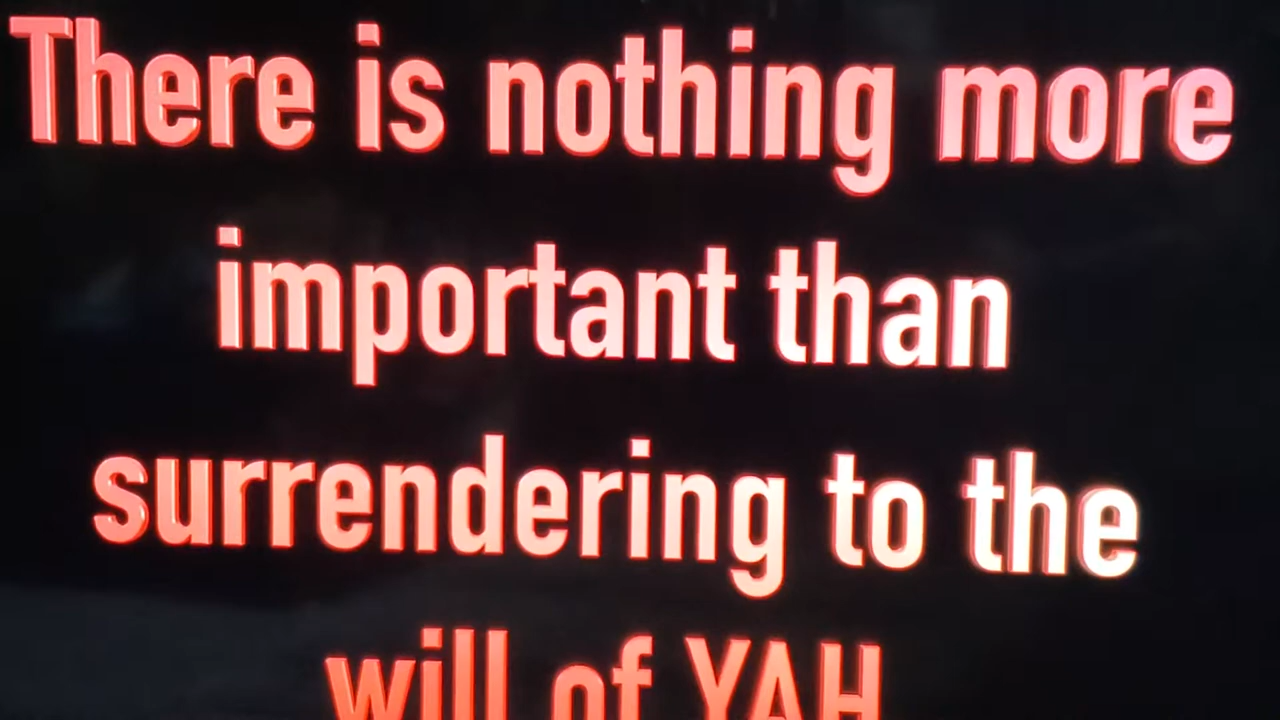 There is nothing more
important than
surrendering to the
will of YAH